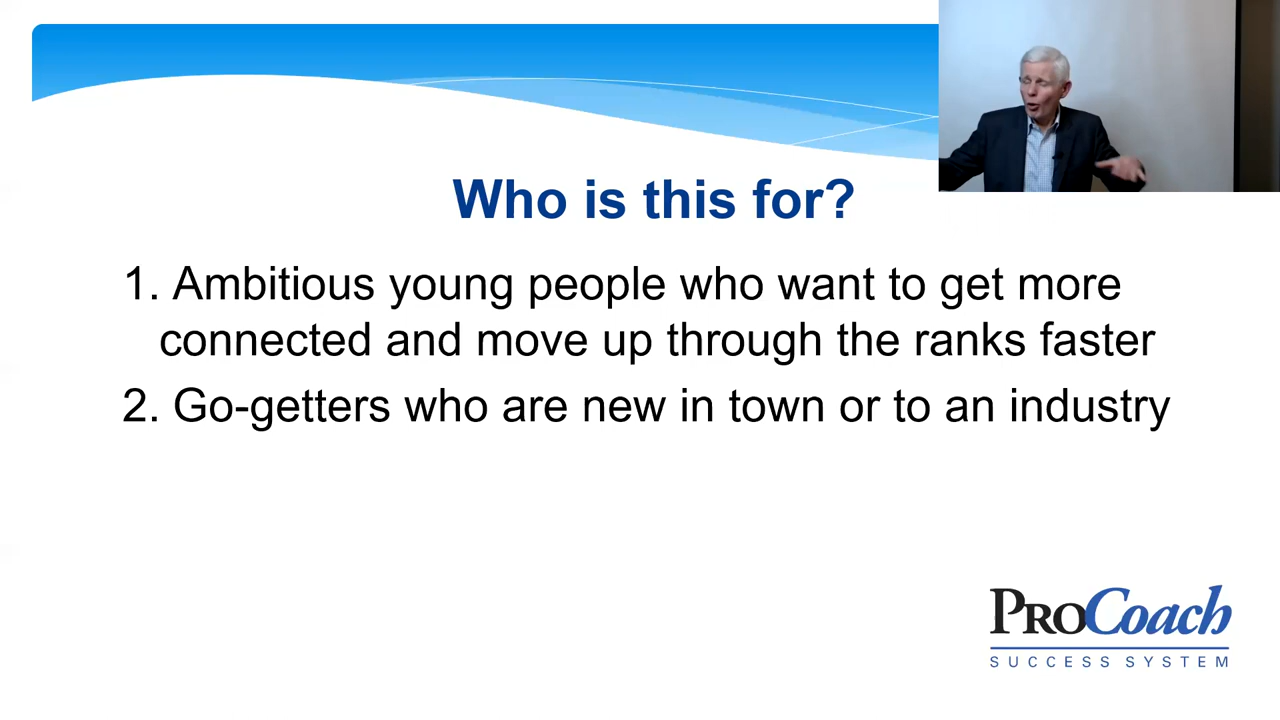 Who is this for?
1. Ambitious young people who want to get more
connected and move up through the ranks faster
2. Go-getters who are new in town or to an industry
PROCoach
SUCCESS SYSTEM